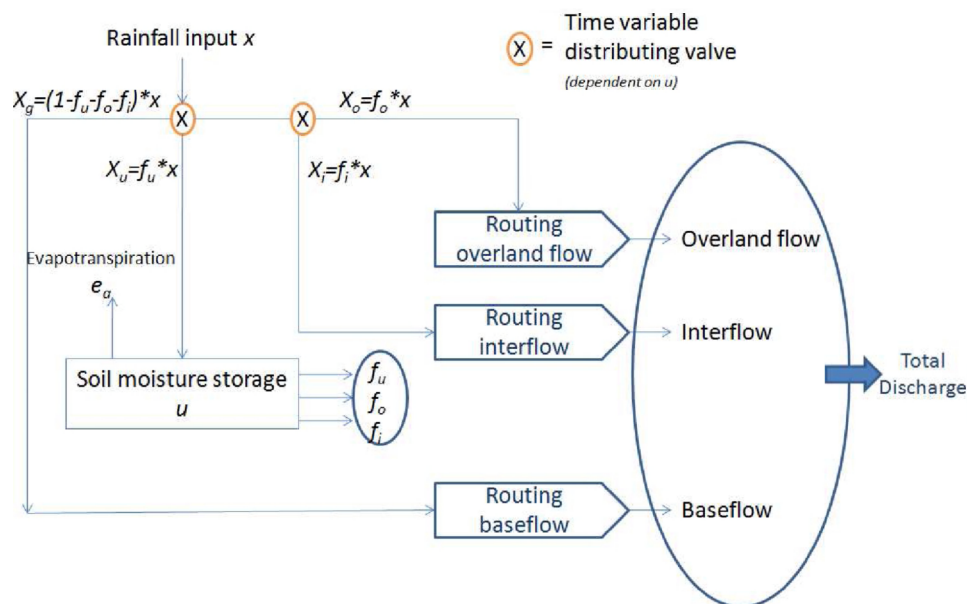 Rainfall input x
X = Time variable
distributing valve
(dependent on u)
Xg=(1-fu-fo-fi)*x
X
X
Xo=fo*x
Xu=fu*x
Xi=fi*x
Routing
overland flow
Overland flow
Evapotranspiration
ea
Routing
interflow
Interflow
Soil moisture storage
u
fu
fo
fi
Total
Discharge
Routing
baseflow
Baseflow